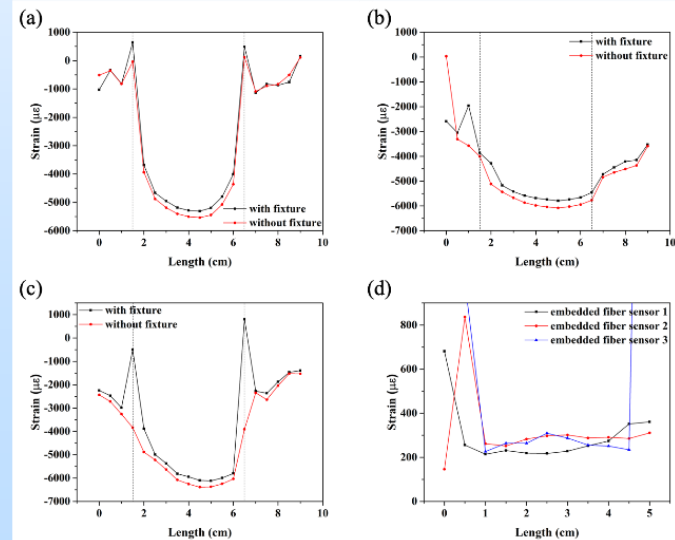 (a)
1000
0
-1000
-2000
-3000
-4000
-5000
-6000
Strain (με)
with fixture
without fixture
0 2 4 6 8 10
Length (cm)
(b)
1000
0
-1000
-2000
-3000
-4000
-5000
-6000
-7000
Strain (με)
with fixture
without fixture
0 2 4 6 8 10
Length (cm)
(c)
2000
1000
0
-1000
-2000
-3000
-4000
-5000
-6000
-7000
Strain (με)
with fixture
without fixture
0 2 4 6 8 10
Length (cm)
(d)
800
600
400
200
0
Strain (με)
embedded fiber sensor 1
embedded fiber sensor 2
embedded fiber sensor 3
0 1 2 3 4 5
Length (cm)